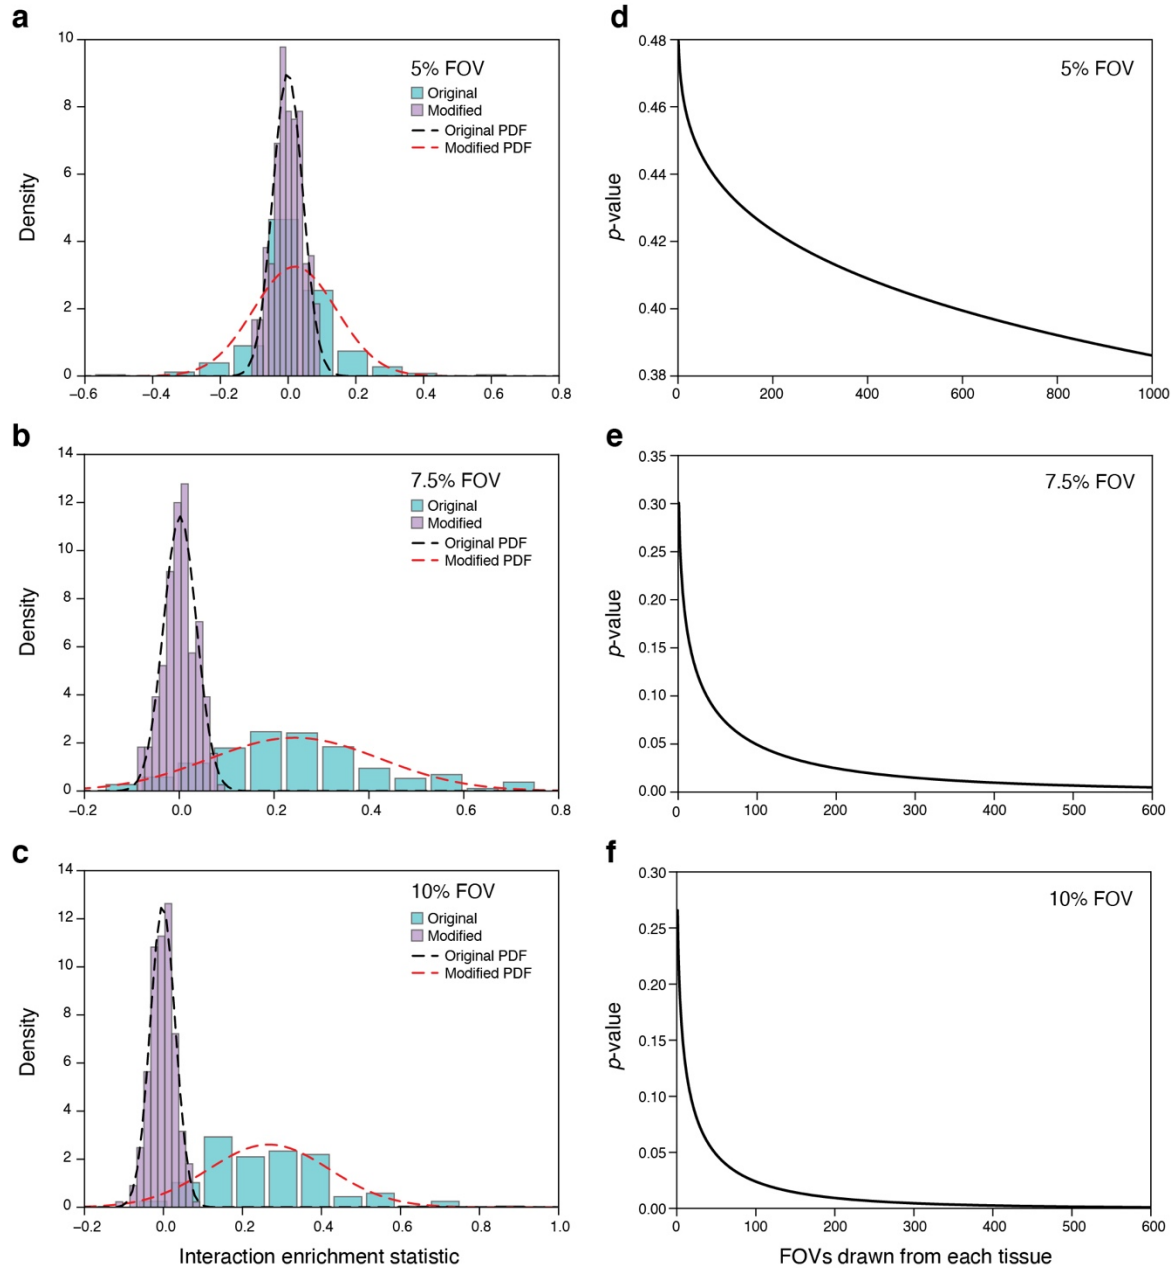 a
10
8
6
4
2
0
Density
−0.6 −0.4 −0.2 0.0 0.2 0.4 0.6 0.8
5% FOV
Original
Modified
Original PDF
Modified PDF
d
0.48
0.46
0.44
0.42
0.40
0.38
p-value
0 200 400 600 800 1000
5% FOV
b
14
12
10
8
6
4
2
0
Density
−0.2 0.0 0.2 0.4 0.6 0.8
7.5% FOV
Original
Modified
Original PDF
Modified PDF
e
0.35
0.30
0.25
0.20
0.15
0.10
0.05
0.00
p-value
0 100 200 300 400 500 600
7.5% FOV
c
14
12
10
8
6
4
2
0
Density
−0.2 0.0 0.2 0.4 0.6 0.8 1.0
10% FOV
Original
Modified
Original PDF
Modified PDF
Interaction enrichment statistic
f
0.30
0.25
0.20
0.15
0.10
0.05
0.00
p-value
0 100 200 300 400 500 600
10% FOV
FOVs drawn from each tissue